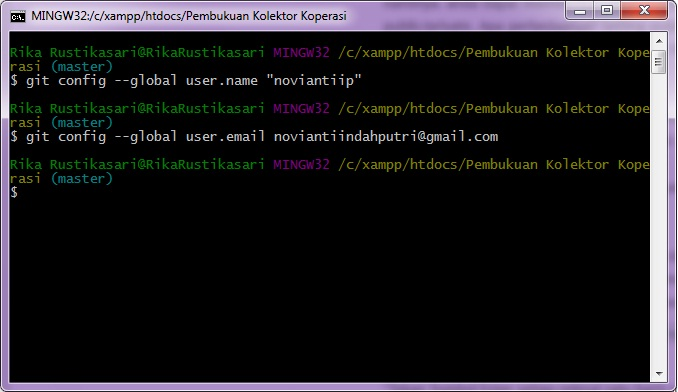 MINGW32:/c/xampp/htdocs/Pembukuan Kolektor Koperasi
Rika Rustikasari@RikaRustikasari MINGW32 /c/xampp/htdocs/Pembukuan Kolektor Kope
rasi (master)
$ git config --global user.name "noviantiip"
Rika Rustikasari@RikaRustikasari MINGW32 /c/xampp/htdocs/Pembukuan Kolektor Kope
rasi (master)
$ git config --global user.email noviantiindahputri@gmail.com
Rika Rustikasari@RikaRustikasari MINGW32 /c/xampp/htdocs/Pembukuan Kolektor Kope
rasi (master)
$